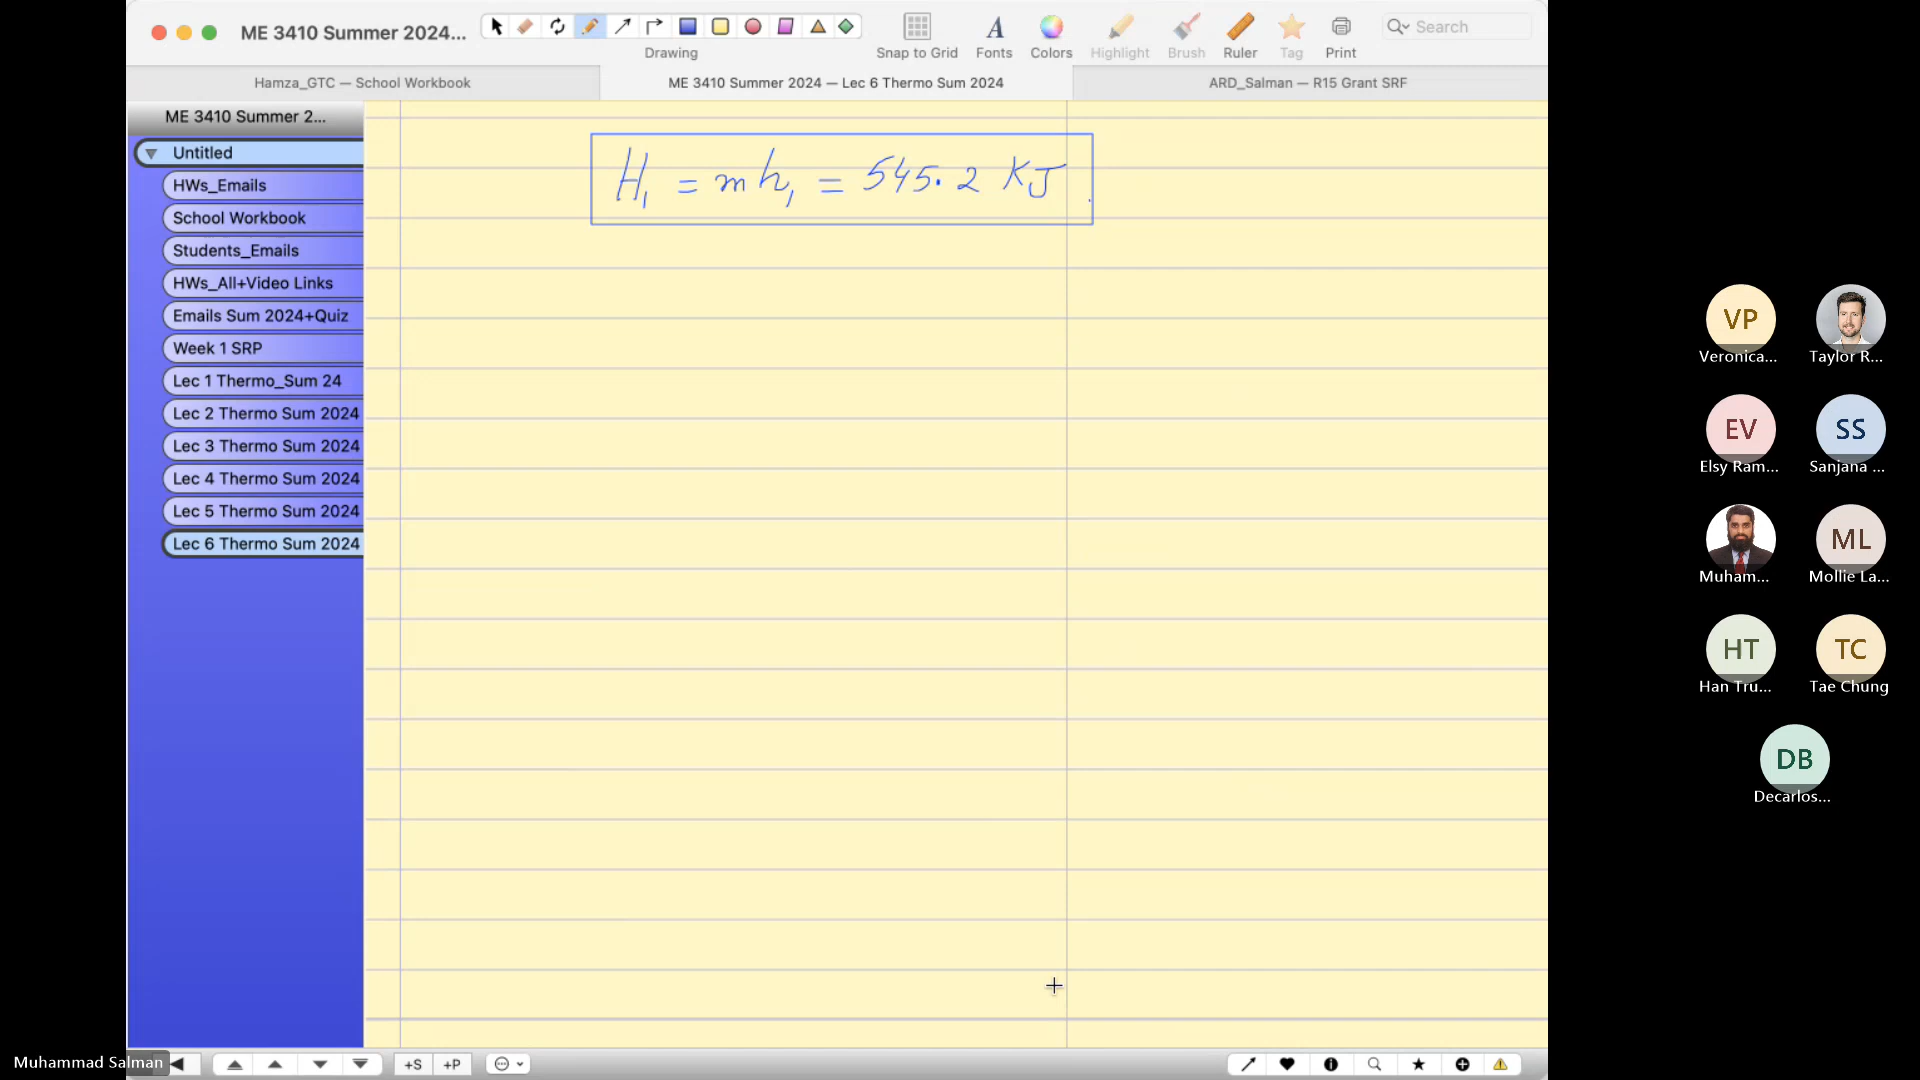 ME 3410 Summer 2024...
Drawing
Snap to Grid
Fonts
Colors
Highlight
Brush
Ruler
Tag
Print
Search
Hamza_GTC — School Workbook
ME 3410 Summer 2024 — Lec 6 Thermo Sum 2024
ARD_Salman — R15 Grant SRF
ME 3410 Summer 2...
Untitled
HWs_Emails
School Workbook
Students_Emails
HWs_All+Video Links
Emails Sum 2024+Quiz
Week 1 SRP
Lec 1 Thermo_Sum 24
Lec 2 Thermo Sum 2024
Lec 3 Thermo Sum 2024
Lec 4 Thermo Sum 2024
Lec 5 Thermo Sum 2024
Lec 6 Thermo Sum 2024
H₁ = mh₁ = 545.2 KJ
VP
Veronica...
Taylor R...
EV
Elsy Ram...
SS
Sanjana ...
Muham...
ML
Mollie La...
HT
Han Tru...
TC
Tae Chung
DB
Decarlos...
Muhammad Salman
+S
+P